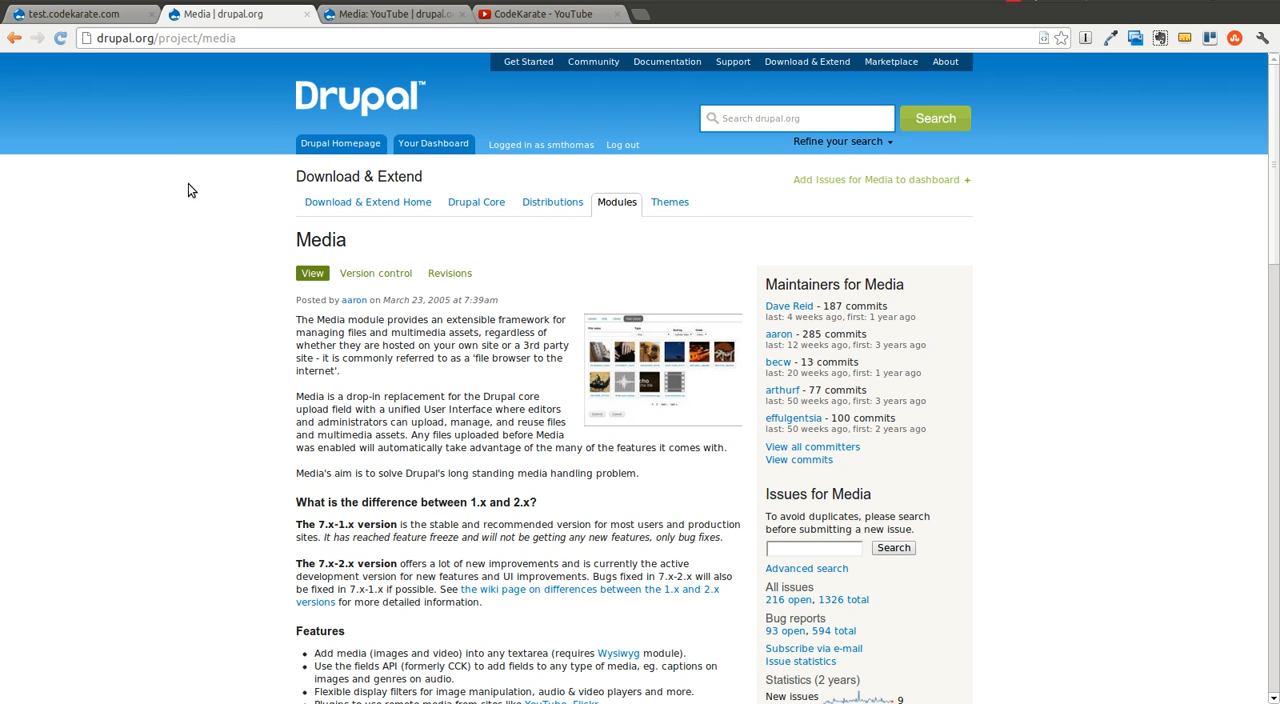 test.codekarate.com
Media | drupal.org
Media: YouTube | drupal.o
CodeKarate - YouTube
drupal.org/project/media
Get Started Community Documentation Support Download & Extend Marketplace About
Drupal™
Search drupal.org
Search
Refine your search
Drupal Homepage Your Dashboard Logged in as smthomas Log out
Download & Extend
Add Issues for Media to dashboard +
Download & Extend Home Drupal Core Distributions Modules Themes
Media
View Version control Revisions
Posted by aaron on March 23, 2005 at 7:39am
The Media module provides an extensible framework for
managing files and multimedia assets, regardless of
whether they are hosted on your own site or a 3rd party
site - it is commonly referred to as a 'file browser to the
internet'.
Media is a drop-in replacement for the Drupal core
upload field with a unified User Interface where editors
and administrators can upload, manage, and reuse files
and multimedia assets. Any files uploaded before Media
was enabled will automatically take advantage of the many of the features it comes with.
Media's aim is to solve Drupal's long standing media handling problem.
What is the difference between 1.x and 2.x?
The 7.x-1.x version is the stable and recommended version for most users and production
sites. It has reached feature freeze and will not be getting any new features, only bug fixes.
The 7.x-2.x version offers a lot of new improvements and is currently the active
development version for new features and UI improvements. Bugs fixed in 7.x-2.x will also
be fixed in 7.x-1.x if possible. See the wiki page on differences between the 1.x and 2.x
versions for more detailed information.
Features
Add media (images and video) into any textarea (requires Wysiwyg module).
Use the fields API (formerly CCK) to add fields to any type of media, eg. captions on
images and genres on audio.
Flexible display filters for image manipulation, audio & video players and more.
Plugins to use remote media from sites like YouTube, Flickr
Maintainers for Media
Dave Reid - 187 commits
last: 4 weeks ago, first: 1 year ago
aaron - 285 commits
last: 12 weeks ago, first: 3 years ago
becw - 13 commits
last: 20 weeks ago, first: 1 year ago
arthurf - 77 commits
last: 50 weeks ago, first: 3 years ago
effulgentsia - 100 commits
last: 50 weeks ago, first: 2 years ago
View all committers
View commits
Issues for Media
To avoid duplicates, please search
before submitting a new issue.
Search
Advanced search
All issues
216 open, 1326 total
Bug reports
93 open, 594 total
Subscribe via e-mail
Issue statistics
Statistics (2 years)
New issues 9